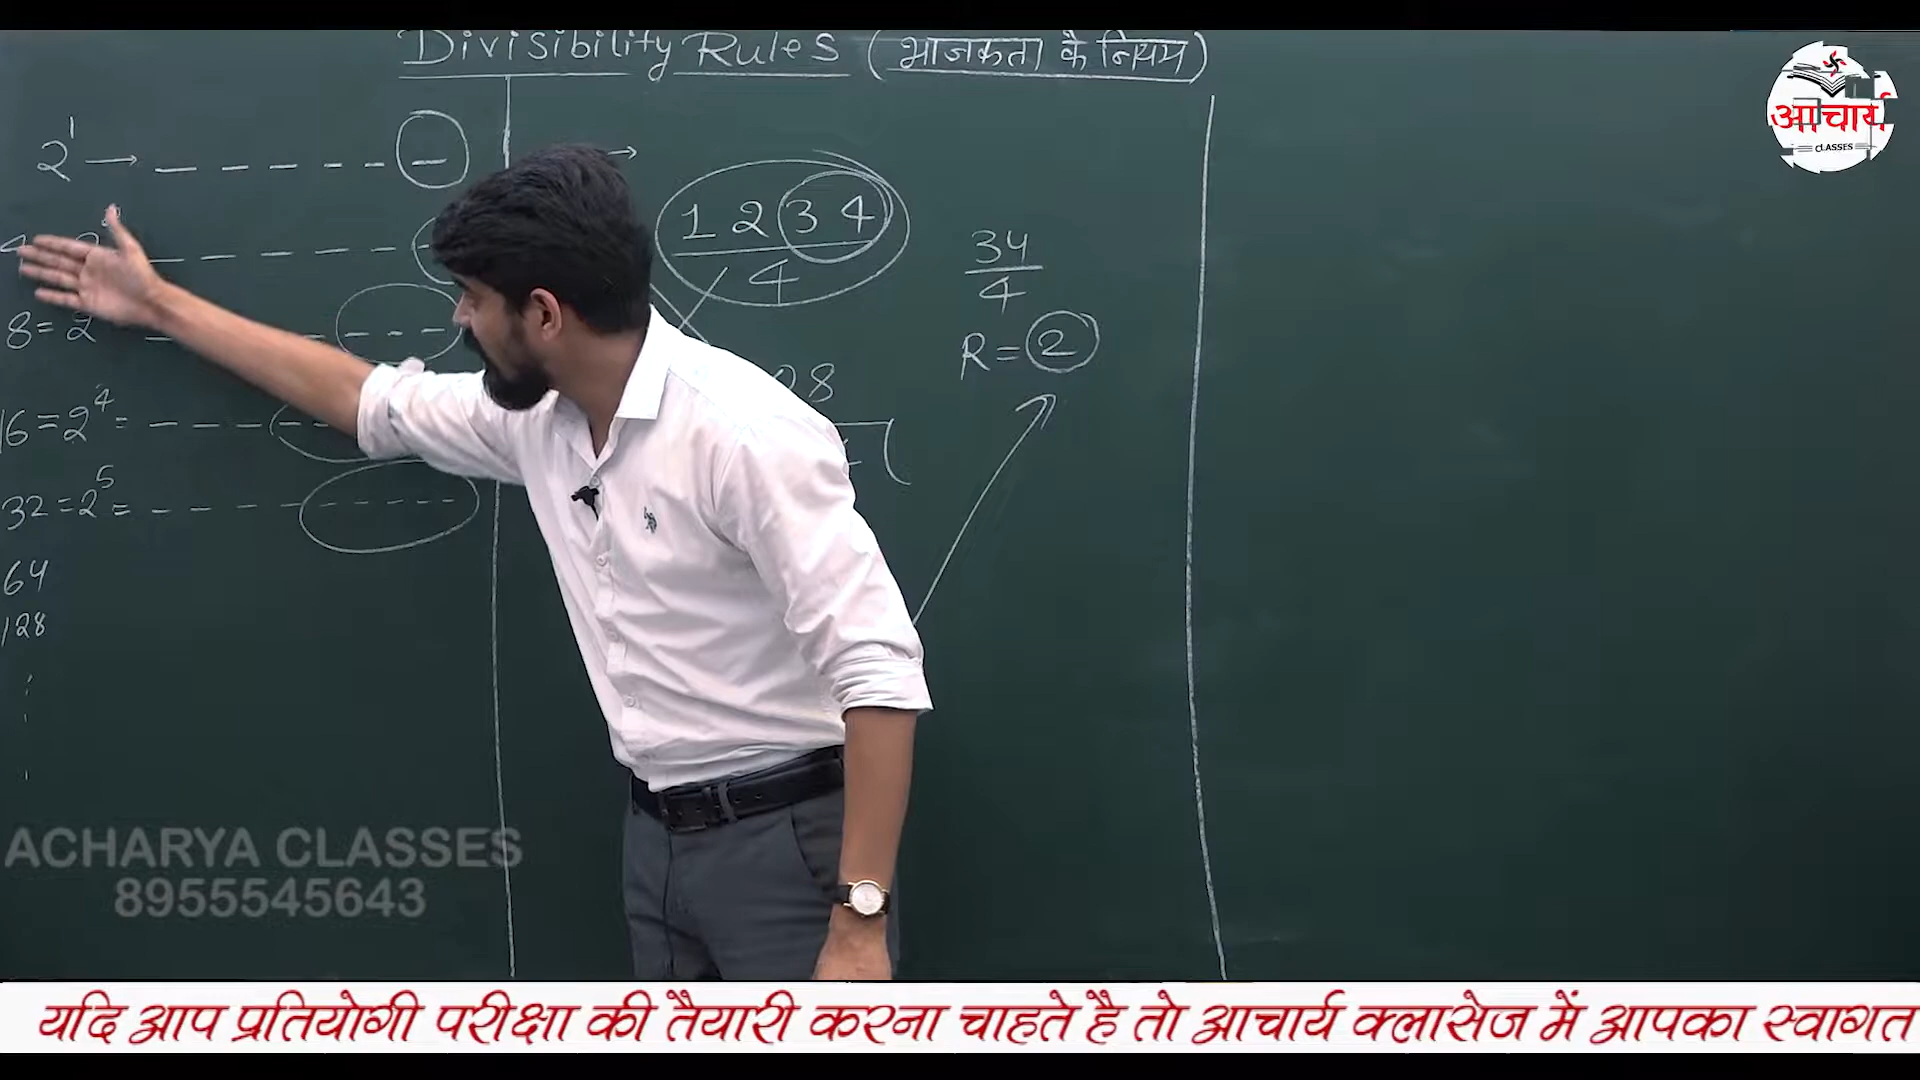 Divisibility Rules (भाजकता के नियम)
आचार्य
CLASSES
2¹ → _ _ _ _ _ _
8 = 2
16 = 2⁴ = _ _ _ _
32 = 2⁵ = _ _ _ _ _ _ _ _
64
128
→
1234
4
34
4
R = 2
8
ACHARYA CLASSES
8955545643
यदि आप प्रतियोगी परीक्षा की तैयारी करना चाहते है तो आचार्य क्लासेज में आपका स्वागत